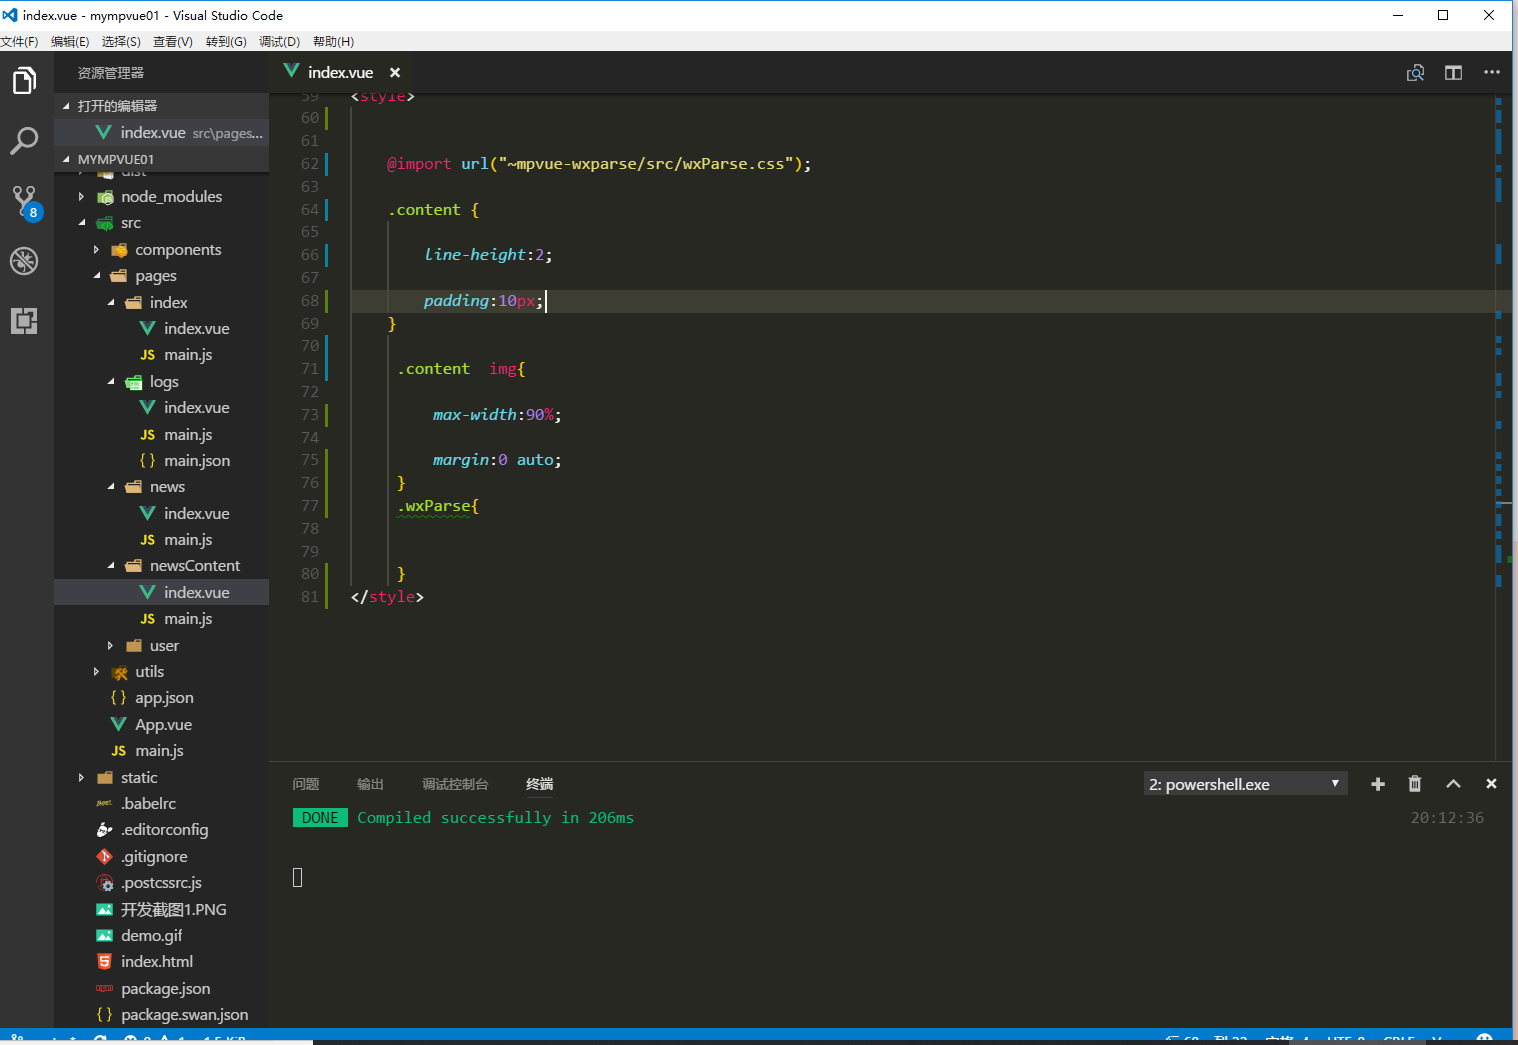 index.vue - mympvue01 - Visual Studio Code
文件(F) 编辑(E) 选择(S) 查看(V) 转到(G) 调试(D) 帮助(H)
资源管理器
打开的编辑器
index.vue src\pages...
MYMPVUE01
dist
node_modules
src
components
pages
index
index.vue
JS main.js
logs
index.vue
JS main.js
{ } main.json
news
index.vue
JS main.js
newsContent
index.vue
JS main.js
user
utils
{ } app.json
App.vue
JS main.js
static
.babelrc
.editorconfig
.gitignore
.postcssrc.js
开发截图1.PNG
demo.gif
index.html
package.json
{ } package.swan.json
8
index.vue
59 <style>
60
61
62 @import url("~mpvue-wxparse/src/wxParse.css");
63
64 .content {
65
66 line-height:2;
67
68 padding:10px;
69 }
70
71 .content  img{
72
73 max-width:90%;
74
75 margin:0 auto;
76 }
77 .wxParse{
78
79
80 }
81 </style>
问题 输出 调试控制台 终端
2: powershell.exe
DONE Compiled successfully in 206ms 20:12:36